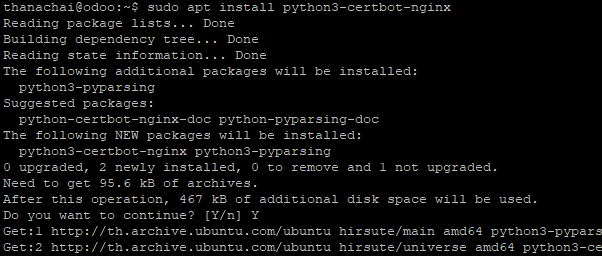 thanachai@odoo:~$ sudo apt install python3-certbot-nginx
Reading package lists... Done
Building dependency tree... Done
Reading state information... Done
The following additional packages will be installed:
  python3-pyparsing
Suggested packages:
  python-certbot-nginx-doc python-pyparsing-doc
The following NEW packages will be installed:
  python3-certbot-nginx python3-pyparsing
0 upgraded, 2 newly installed, 0 to remove and 1 not upgraded.
Need to get 95.6 kB of archives.
After this operation, 467 kB of additional disk space will be used.
Do you want to continue? [Y/n] Y
Get:1 http://th.archive.ubuntu.com/ubuntu hirsute/main amd64 python3-pypars
Get:2 http://th.archive.ubuntu.com/ubuntu hirsute/universe amd64 python3-ce